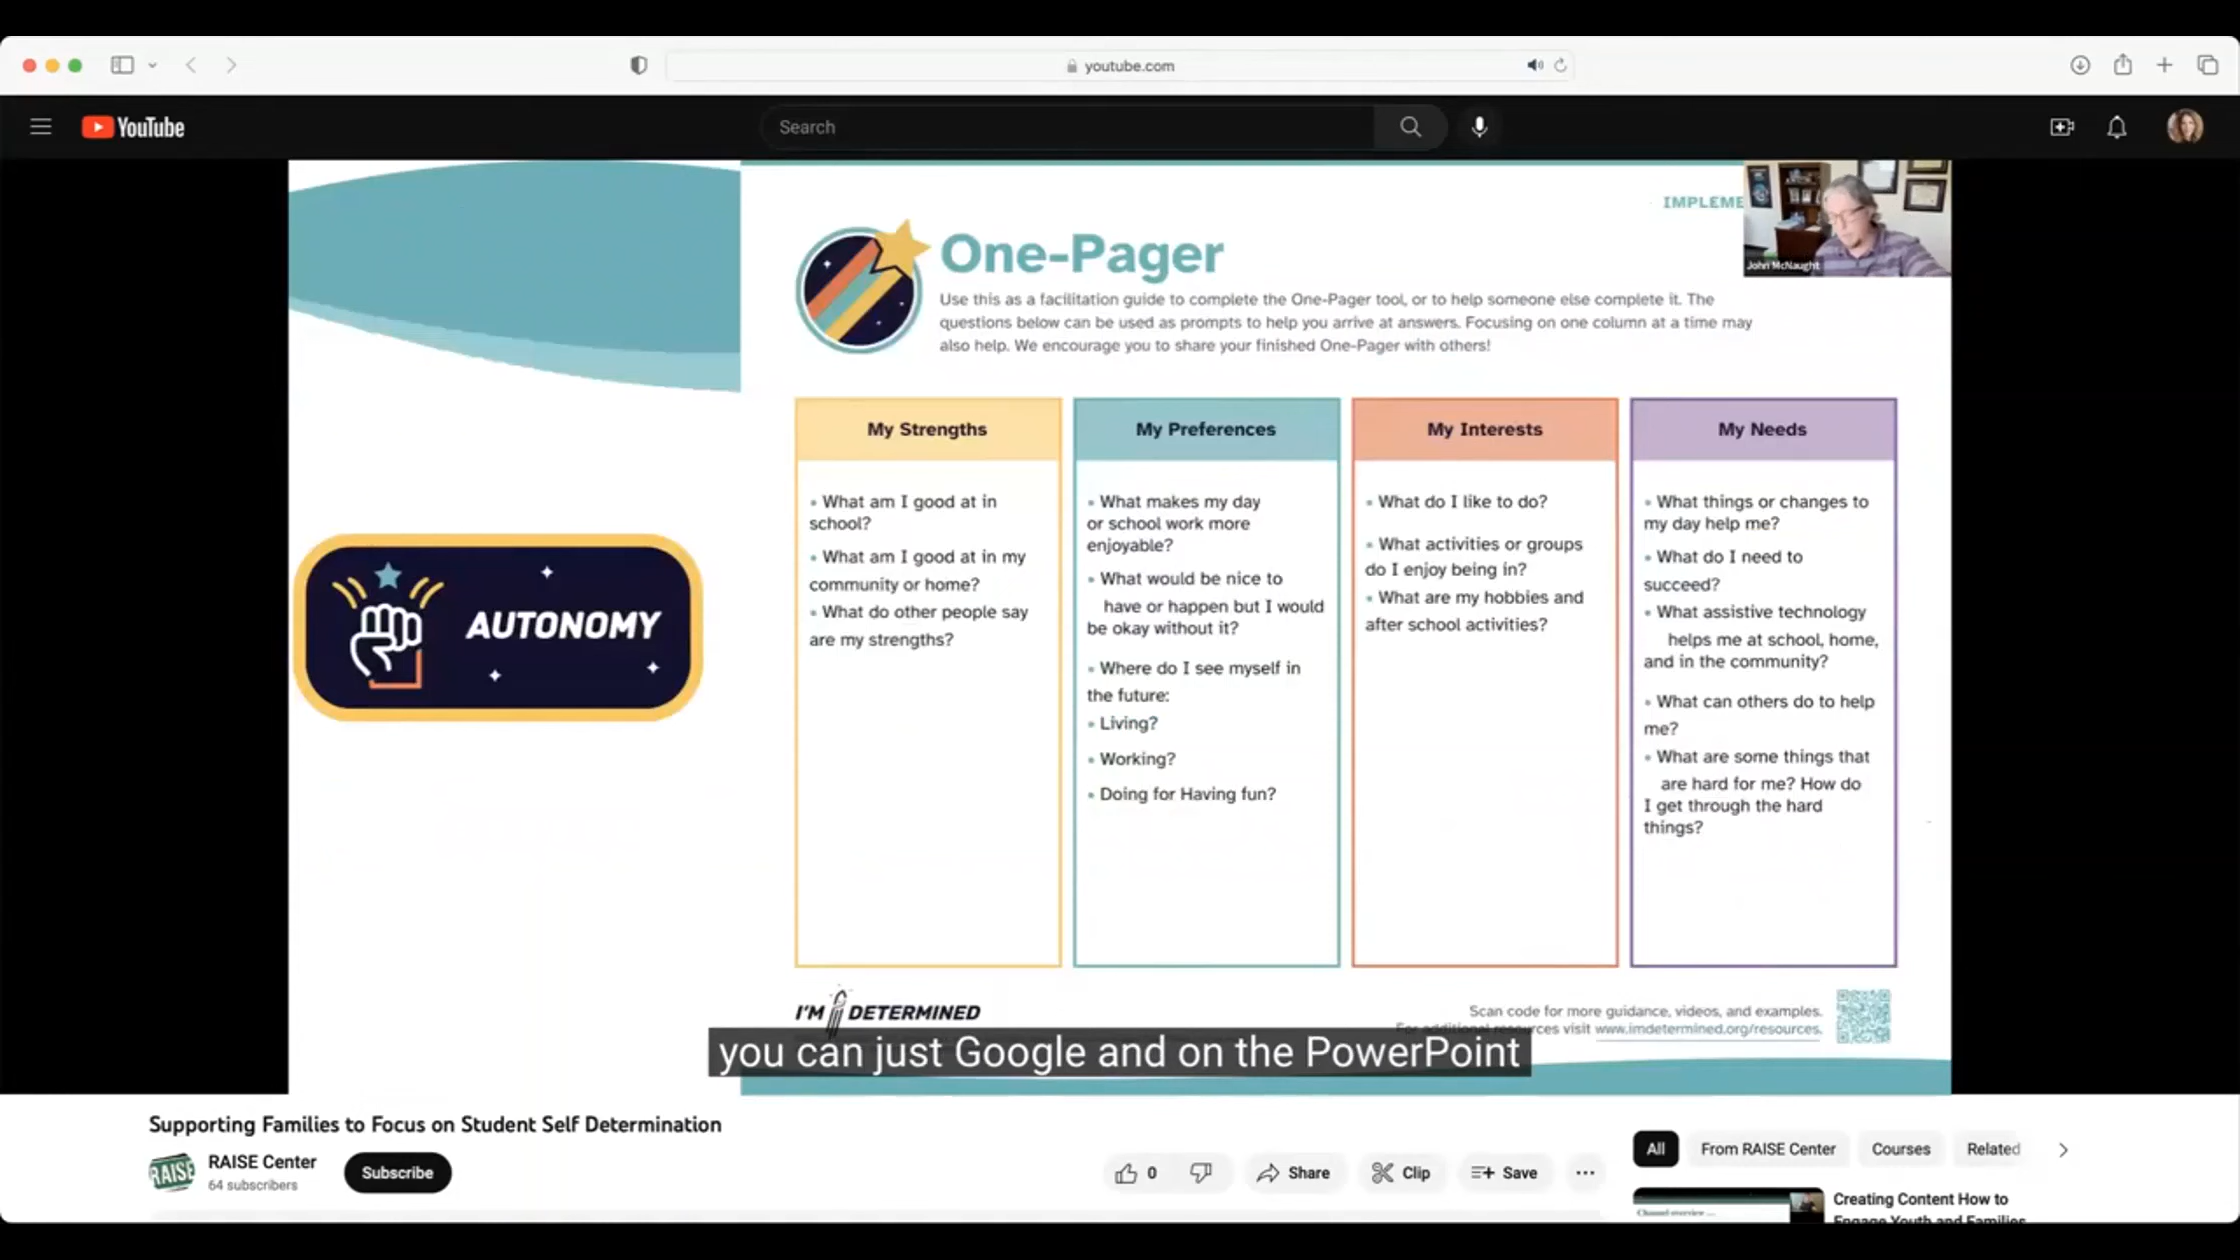 youtube.com
YouTube
Search
IMPLEME
John McNaught
One-Pager
Use this as a facilitation guide to complete the One-Pager tool, or to help someone else complete it. The
questions below can be used as prompts to help you arrive at answers. Focusing on one column at a time may
also help. We encourage you to share your finished One-Pager with others!
AUTONOMY
My Strengths
• What am I good at in
school?
• What am I good at in my
community or home?
• What do other people say
are my strengths?
My Preferences
• What makes my day
or school work more
enjoyable?
• What would be nice to
have or happen but I would
be okay without it?
• Where do I see myself in
the future:
• Living?
• Working?
• Doing for Having fun?
My Interests
• What do I like to do?
• What activities or groups
do I enjoy being in?
• What are my hobbies and
after school activities?
My Needs
• What things or changes to
my day help me?
• What do I need to
succeed?
• What assistive technology
helps me at school, home,
and in the community?
• What can others do to help
me?
• What are some things that
are hard for me? How do
I get through the hard
things?
I'M DETERMINED
Scan code for more guidance, videos, and examples.
For additional resources visit www.imdetermined.org/resources.
you can just Google and on the PowerPoint
Supporting Families to Focus on Student Self Determination
RAISE
RAISE Center
64 subscribers
Subscribe
0
Share
Clip
Save
All
From RAISE Center
Courses
Related
Creating Content How to
Engage Youth and Families